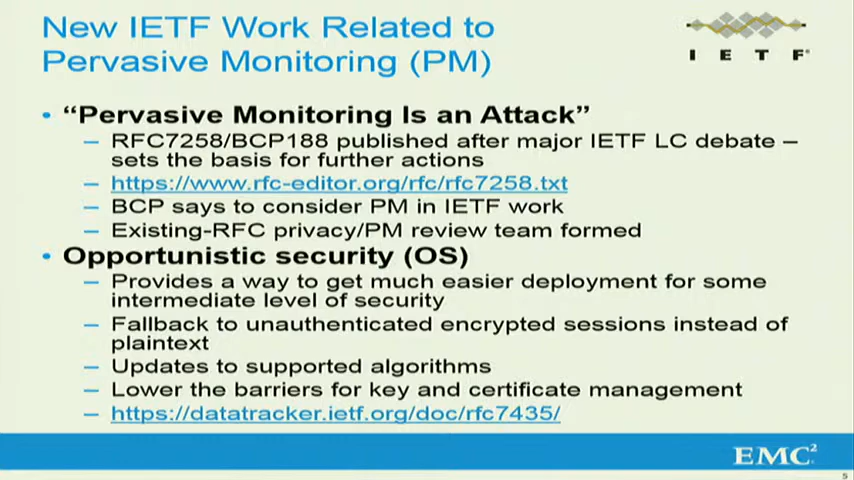 New IETF Work Related to
Pervasive Monitoring (PM)
I E T F®
• “Pervasive Monitoring Is an Attack”
– RFC7258/BCP188 published after major IETF LC debate –
sets the basis for further actions
– https://www.rfc-editor.org/rfc/rfc7258.txt
– BCP says to consider PM in IETF work
– Existing-RFC privacy/PM review team formed
• Opportunistic security (OS)
– Provides a way to get much easier deployment for some
intermediate level of security
– Fallback to unauthenticated encrypted sessions instead of
plaintext
– Updates to supported algorithms
– Lower the barriers for key and certificate management
– https://datatracker.ietf.org/doc/rfc7435/
EMC²
5